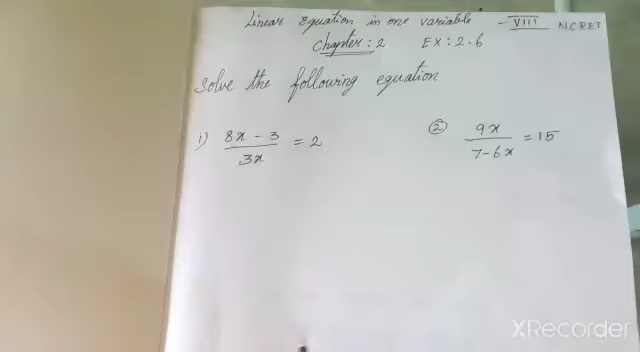 Linear Equation in one variable - VIII NCRET
Chapter : 2 EX : 2.6
Solve the following equation
i) 8x - 3 / 3x = 2
② 9x / 7-6x = 15
XRecorder